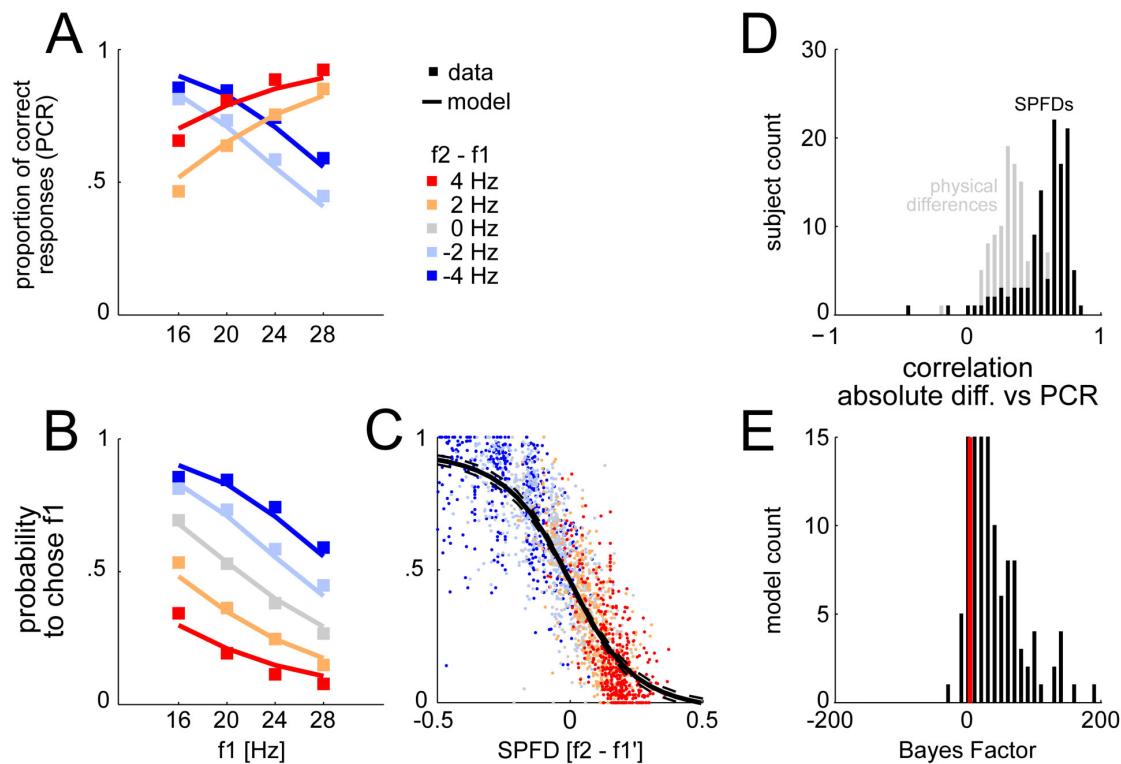 A
1
.5
0
16 20 24 28
proportion of correct
responses (PCR)
data
model
f2 - f1
4 Hz
2 Hz
0 Hz
-2 Hz
-4 Hz
D
30
20
10
0
subject count
SPFDs
physical
differences
−1 0 1
correlation
absolute diff. vs PCR
B
1
.5
0
probability
to chose f1
16 20 24 28
f1 [Hz]
C
1
.5
0
-0.5 0 0.5
SPFD [f2 - f1']
E
15
10
5
0
model count
-200 0 200
Bayes Factor